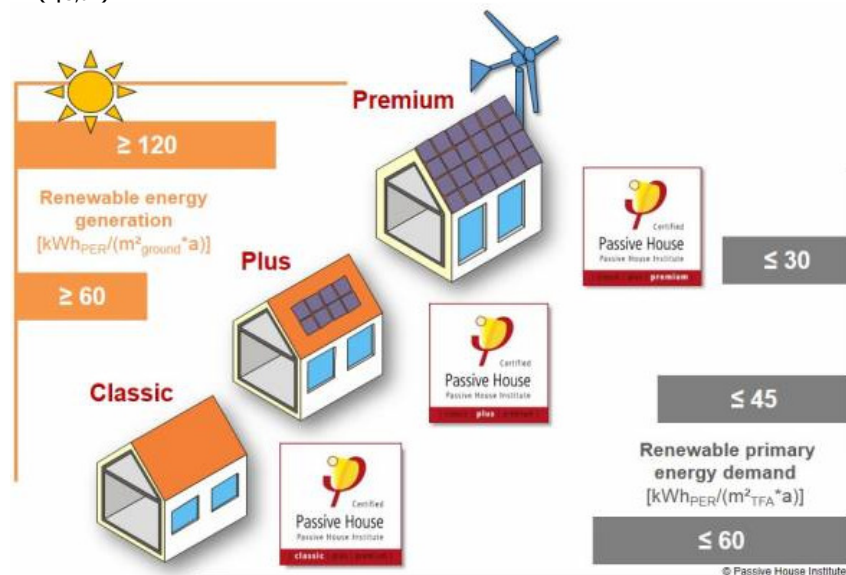 Premium
≥ 120
Renewable energy
generation
[kWhPER/(m²ground*a)]
Certified
Passive House
Passive House Institute
premium
≤ 30
Plus
≥ 60
Certified
Passive House
Passive House Institute
plus
≤ 45
Classic
Renewable primary
energy demand
[kWhPER/(m²TFA*a)]
Certified
Passive House
Passive House Institute
classic
≤ 60
© Passive House Institute